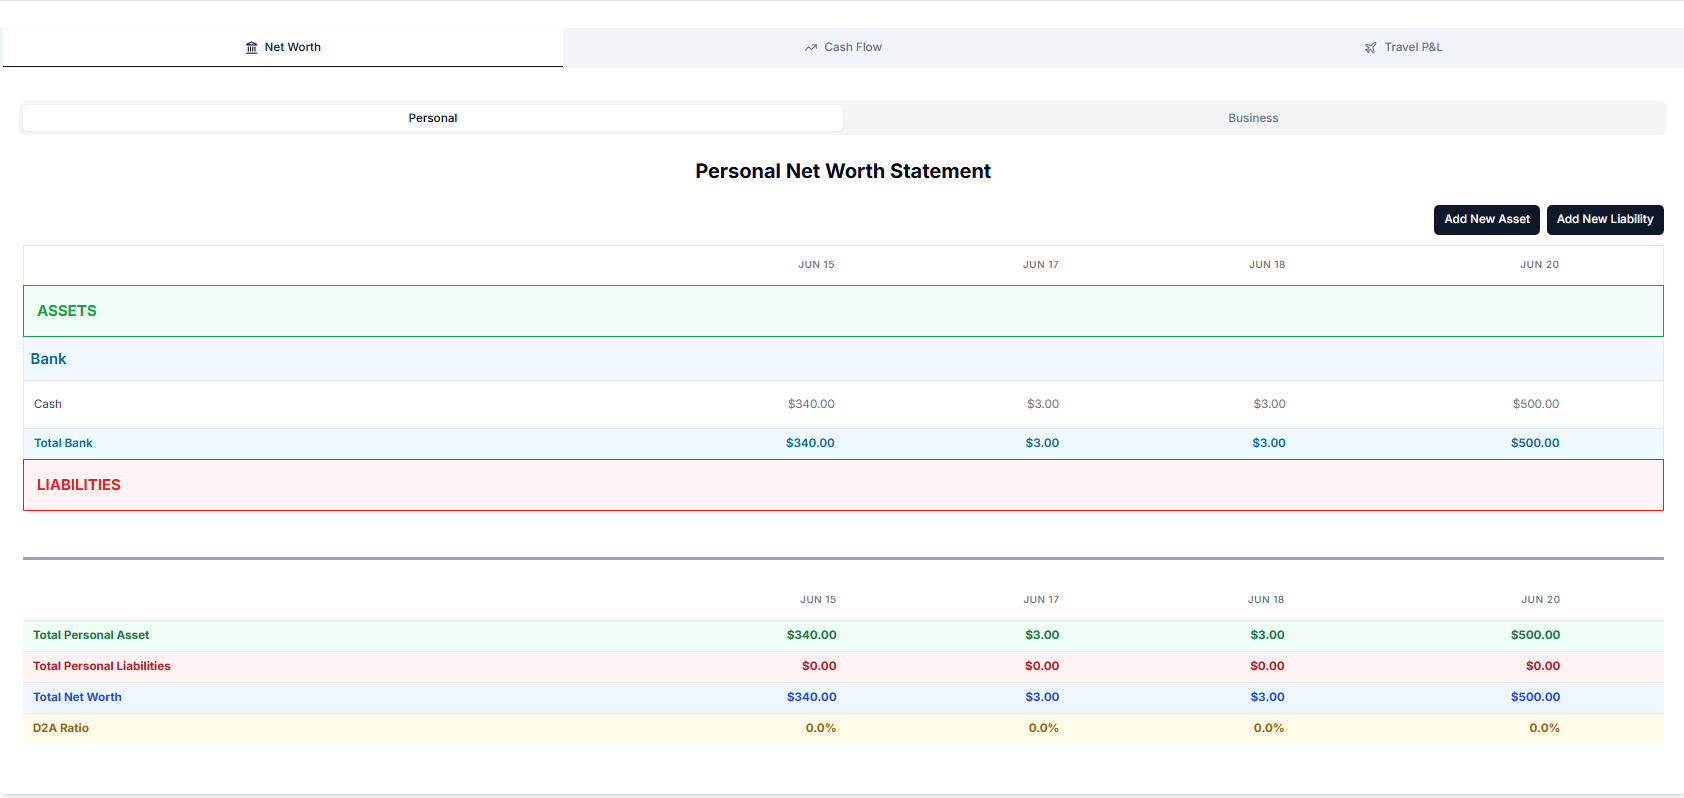 Net Worth Cash Flow Travel P&L
Personal Business
Personal Net Worth Statement
Add New Asset Add New Liability
JUN 15 JUN 17 JUN 18 JUN 20
ASSETS
Bank
Cash $340.00 $3.00 $3.00 $500.00
Total Bank $340.00 $3.00 $3.00 $500.00
LIABILITIES
JUN 15 JUN 17 JUN 18 JUN 20
Total Personal Asset $340.00 $3.00 $3.00 $500.00
Total Personal Liabilities $0.00 $0.00 $0.00 $0.00
Total Net Worth $340.00 $3.00 $3.00 $500.00
D2A Ratio 0.0% 0.0% 0.0% 0.0%